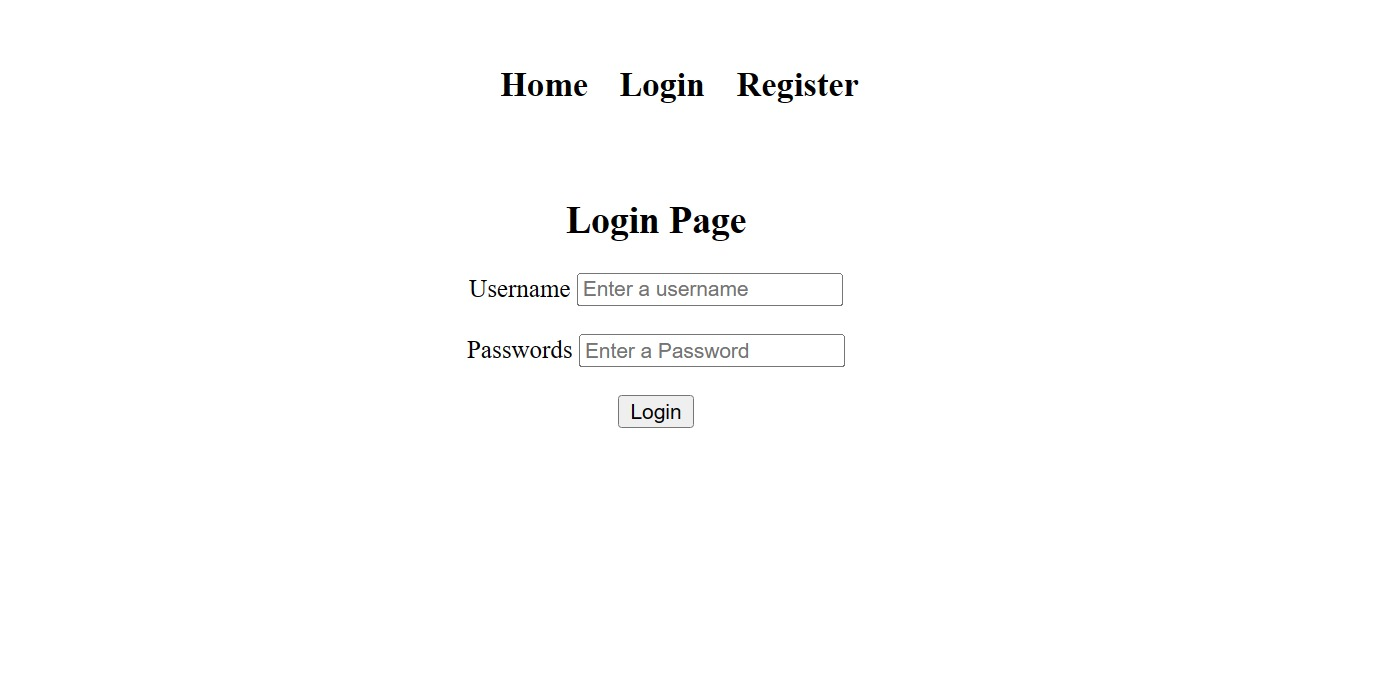 Home Login Register
Login Page
Username Enter a username
Passwords Enter a Password
Login